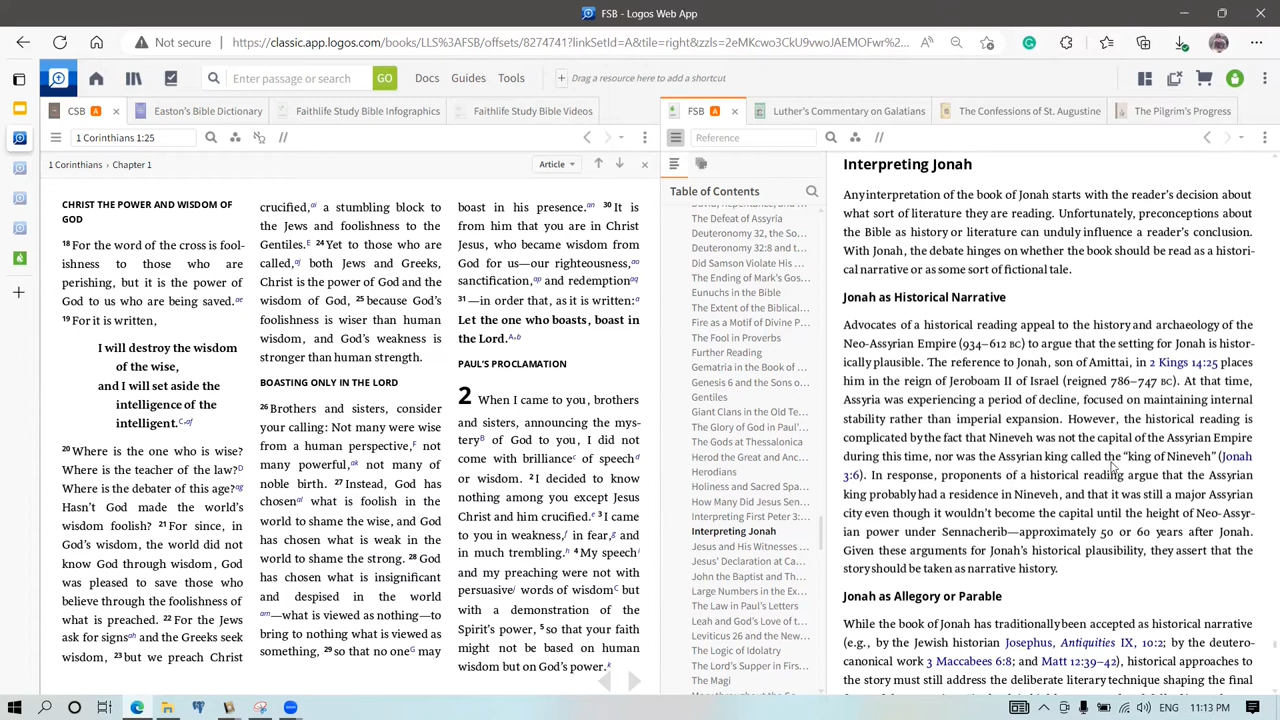 FSB - Logos Web App
Not secure
https://classic.app.logos.com/books/LLS%3AFSB/offsets/8274741?linkSetId=A&tile=right&zzls=2eMKcwo3CkU9vwoJAEMOFwr%2...
Enter passage or search
GO
Docs
Guides
Tools
Drag a resource here to add a shortcut
CSB A
Easton's Bible Dictionary
Faithlife Study Bible Infographics
Faithlife Study Bible Videos
FSB A
Luther's Commentary on Galatians
The Confessions of St. Augustine
The Pilgrim's Progress
1 Corinthians 1:25
Reference
1 Corinthians › Chapter 1
Article
CHRIST THE POWER AND WISDOM OF
GOD
18 For the word of the cross is fool-
ishness to those who are
perishing, but it is the power of
God to us who are being saved.ae
19 For it is written,
I will destroy the wisdom
of the wise,
and I will set aside the
intelligence of the
intelligent.C,af
20 Where is the one who is wise?
Where is the teacher of the law?D
Where is the debater of this age?ag
Hasn't God made the world's
wisdom foolish? 21 For since, in
God's wisdom, the world did not
know God through wisdom, God
was pleased to save those who
believe through the foolishness of
what is preached. 22 For the Jews
ask for signsah and the Greeks seek
wisdom, 23 but we preach Christ
crucified,ai a stumbling block to
the Jews and foolishness to the
Gentiles.E 24 Yet to those who are
called,aj both Jews and Greeks,
Christ is the power of God and the
wisdom of God, 25 because God's
foolishness is wiser than human
wisdom, and God's weakness is
stronger than human strength.
BOASTING ONLY IN THE LORD
26 Brothers and sisters, consider
your calling: Not many were wise
from a human perspective,F not
many powerful,ak not many of
noble birth. 27 Instead, God has
chosenal what is foolish in the
world to shame the wise, and God
has chosen what is weak in the
world to shame the strong. 28 God
has chosen what is insignificant
and despised in the world
am—what is viewed as nothing—to
bring to nothing what is viewed as
something, 29 so that no oneG may
boast in his presence.an 30 It is
from him that you are in Christ
Jesus, who became wisdom from
God for us—our righteousness,ao
sanctification,ap and redemptionaq
31 —in order that, as it is written:a
Let the one who boasts, boast in
the Lord.A,b
PAUL'S PROCLAMATION
2 When I came to you, brothers
and sisters, announcing the mys-
teryB of God to you, I did not
come with brilliancec of speechd
or wisdom. 2 I decided to know
nothing among you except Jesus
Christ and him crucified.e 3 I came
to you in weakness,f in fear,g and
in much trembling.h 4 My speechi
and my preaching were not with
persuasivej words of wisdomC but
with a demonstration of the
Spirit's power, 5 so that your faith
might not be based on human
wisdom but on God's power.k
Table of Contents
The Defeat of Assyria
Deuteronomy 32, the So...
Deuteronomy 32:8 and t...
Did Samson Violate His ...
The Ending of Mark's Gos...
Eunuchs in the Bible
The Extent of the Biblical...
Fire as a Motif of Divine P...
The Fool in Proverbs
Further Reading
Gematria in the Book of ...
Genesis 6 and the Sons o...
Gentiles
Giant Clans in the Old Te...
The Glory of God in Paul'...
The Gods at Thessalonica
Herod the Great and Anc...
Herodians
Holiness and Sacred Spa...
How Many Did Jesus Sen...
Interpreting First Peter 3:...
Interpreting Jonah
Jesus and His Witnesses ...
Jesus' Declaration at Ca...
John the Baptist and Th...
Large Numbers in the Ex...
The Law in Paul's Letters
Leah and God's Love of t...
Leviticus 26 and the New...
The Logic of Idolatry
The Lord's Supper in Firs...
The Magi
Interpreting Jonah
Any interpretation of the book of Jonah starts with the reader's decision about
what sort of literature they are reading. Unfortunately, preconceptions about
the Bible as history or literature can unduly influence a reader's conclusion.
With Jonah, the debate hinges on whether the book should be read as a histori-
cal narrative or as some sort of fictional tale.
Jonah as Historical Narrative
Advocates of a historical reading appeal to the history and archaeology of the
Neo-Assyrian Empire (934–612 BC) to argue that the setting for Jonah is histor-
ically plausible. The reference to Jonah, son of Amittai, in 2 Kings 14:25 places
him in the reign of Jeroboam II of Israel (reigned 786–747 BC). At that time,
Assyria was experiencing a period of decline, focused on maintaining internal
stability rather than imperial expansion. However, the historical reading is
complicated by the fact that Nineveh was not the capital of the Assyrian Empire
during this time, nor was the Assyrian king called the “king of Nineveh” (Jonah
3:6). In response, proponents of a historical reading argue that the Assyrian
king probably had a residence in Nineveh, and that it was still a major Assyrian
city even though it wouldn't become the capital until the height of Neo-Assyr-
ian power under Sennacherib—approximately 50 or 60 years after Jonah.
Given these arguments for Jonah's historical plausibility, they assert that the
story should be taken as narrative history.
Jonah as Allegory or Parable
While the book of Jonah has traditionally been accepted as historical narrative
(e.g., by the Jewish historian Josephus, Antiquities IX, 10:2; by the deutero-
canonical work 3 Maccabees 6:8; and Matt 12:39–42), historical approaches to
the story must still address the deliberate literary technique shaping the final
ENG
11:13 PM